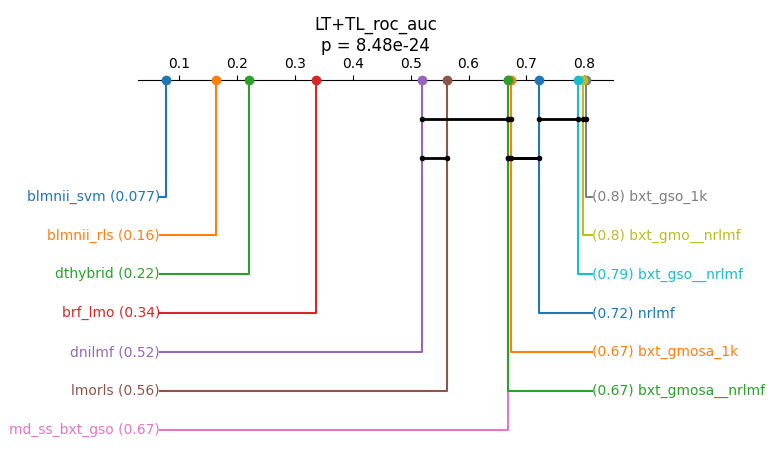 LT+TL_roc_auc
p = 8.48e-24
0.1 0.2 0.3 0.4 0.5 0.6 0.7 0.8
blmnii_svm (0.077)
(0.8) bxt_gso_1k
blmnii_rls (0.16)
(0.8) bxt_gmo__nrlmf
dthybrid (0.22)
(0.79) bxt_gso__nrlmf
brf_lmo (0.34)
(0.72) nrlmf
dnilmf (0.52)
(0.67) bxt_gmosa_1k
lmorls (0.56)
(0.67) bxt_gmosa__nrlmf
md_ss_bxt_gso (0.67)